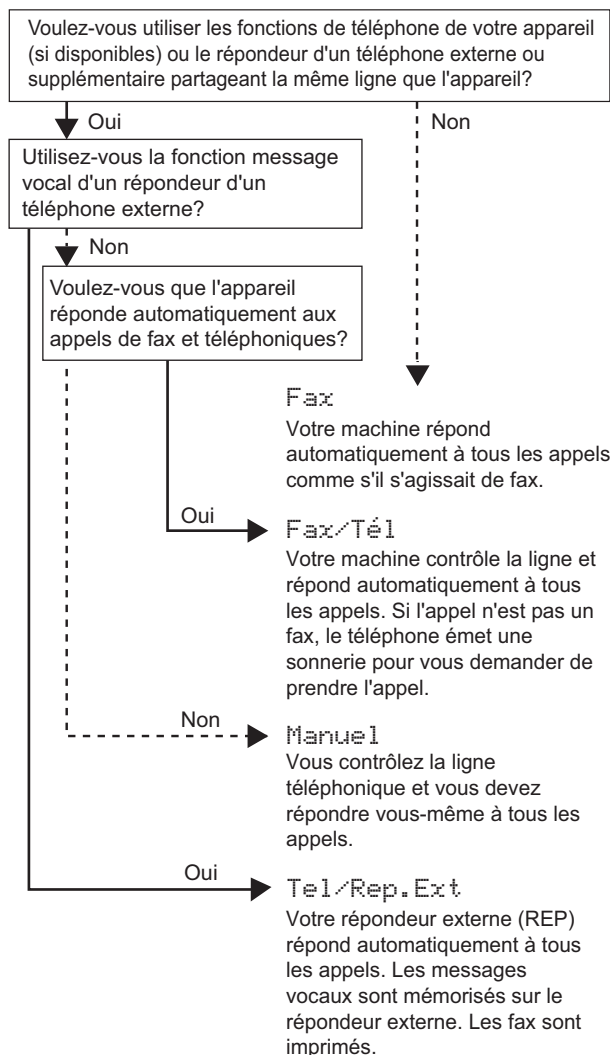 Voulez-vous utiliser les fonctions de téléphone de votre appareil
(si disponibles) ou le répondeur d'un téléphone externe ou
supplémentaire partageant la même ligne que l'appareil?
Oui
Non
Utilisez-vous la fonction message
vocal d'un répondeur d'un
téléphone externe?
Non
Voulez-vous que l'appareil
réponde automatiquement aux
appels de fax et téléphoniques?
Fax
Votre machine répond
automatiquement à tous les appels
comme s'il s'agissait de fax.
Oui
Fax/Tél
Votre machine contrôle la ligne et
répond automatiquement à tous
les appels. Si l'appel n'est pas un
fax, le téléphone émet une
sonnerie pour vous demander de
prendre l'appel.
Non
Manuel
Vous contrôlez la ligne
téléphonique et vous devez
répondre vous-même à tous les
appels.
Oui
Tel/Rep.Ext
Votre répondeur externe (REP)
répond automatiquement à tous
les appels. Les messages
vocaux sont mémorisés sur le
répondeur externe. Les fax sont
imprimés.